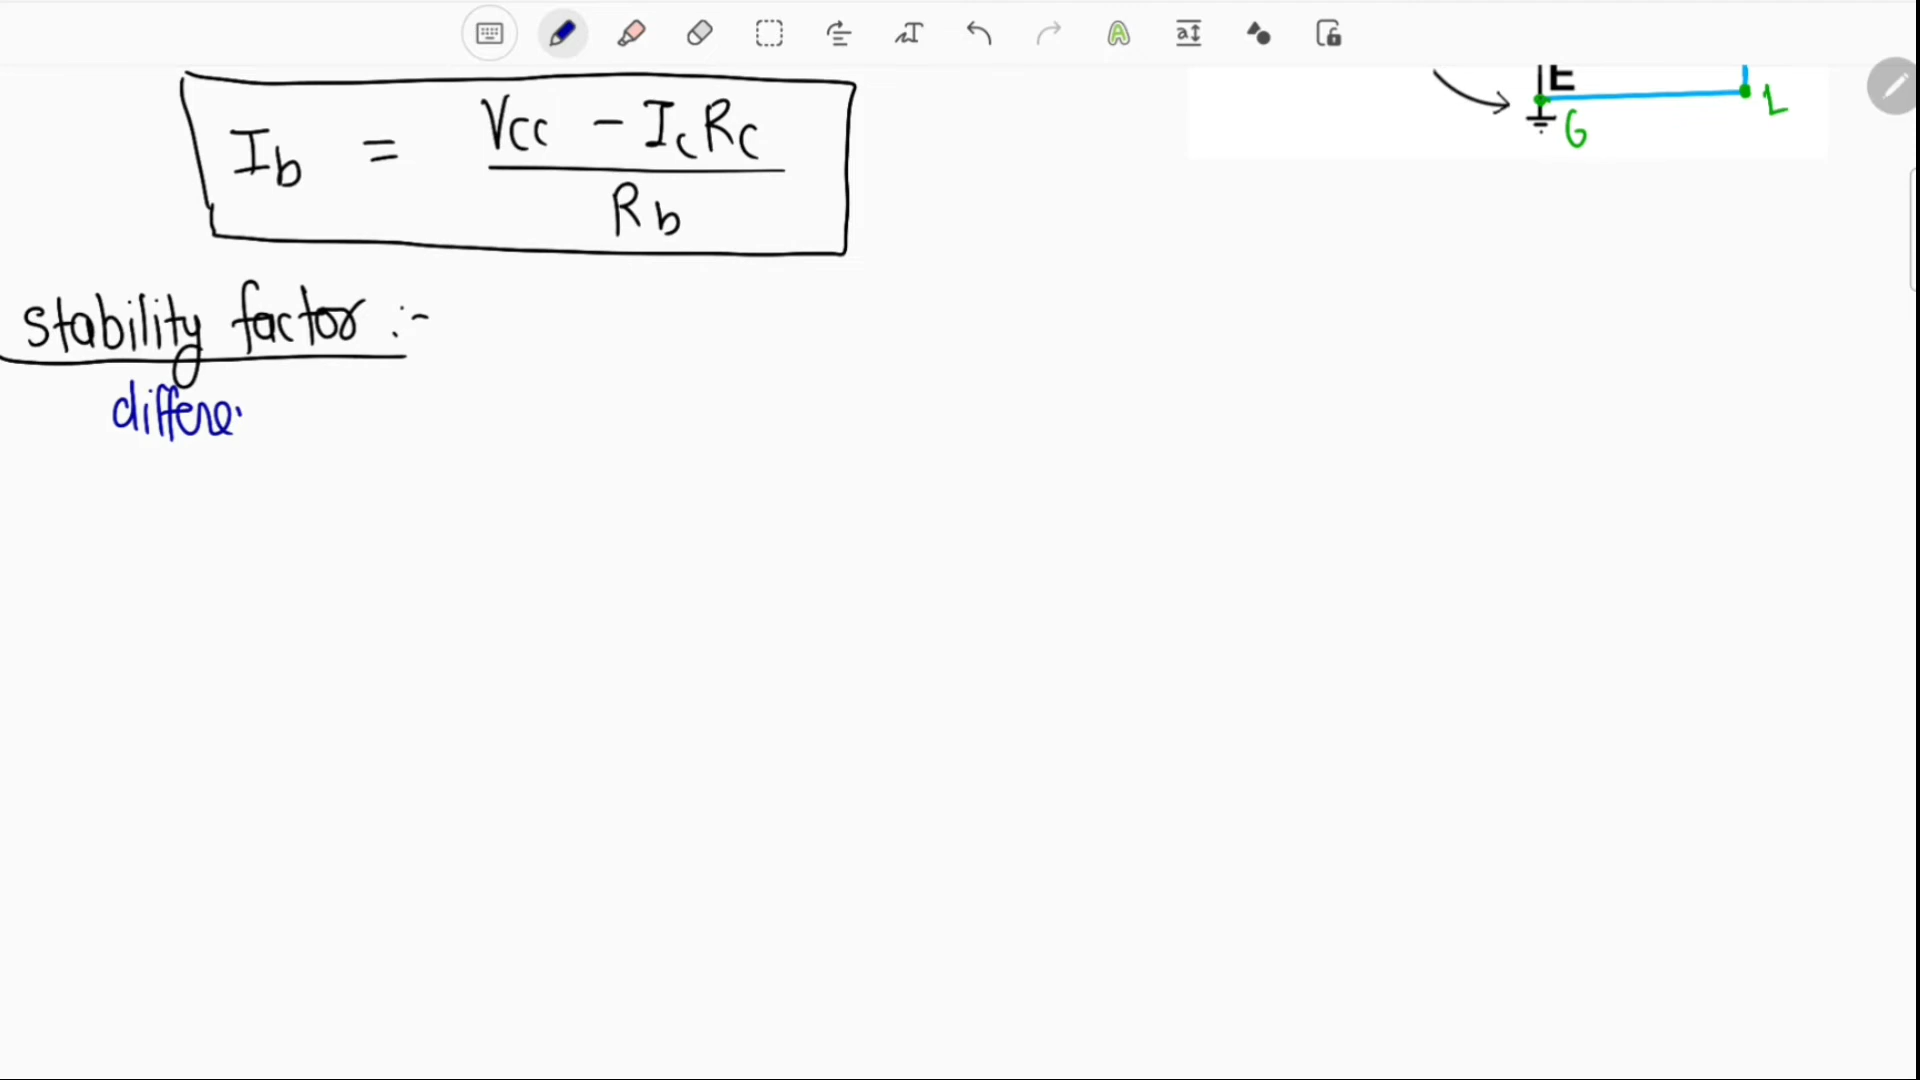 E
L
G
Ib = Vcc - IcRc
Rb
stability factor :-
differe